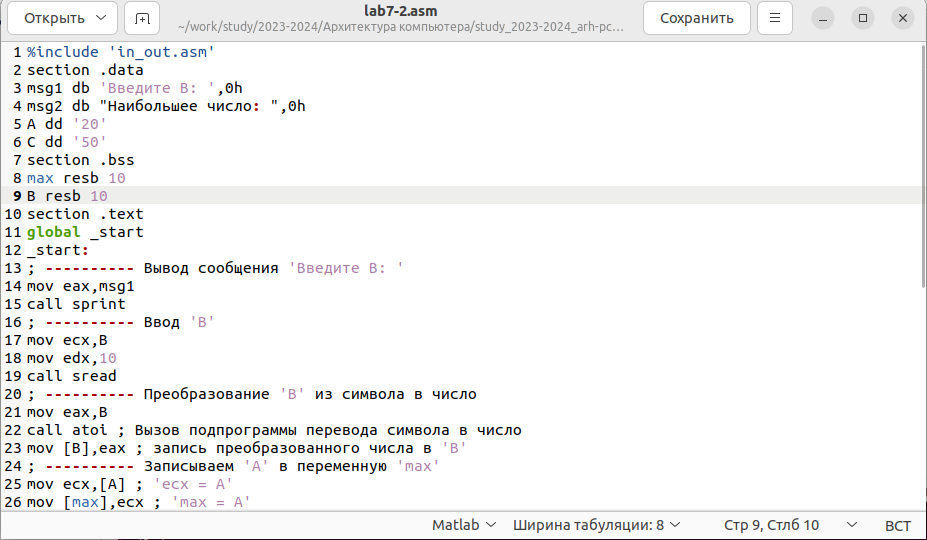 Открыть
lab7-2.asm
~/work/study/2023-2024/Архитектура компьютера/study_2023-2024_arh-pc...
Сохранить
1 %include 'in_out.asm'
2 section .data
3 msg1 db 'Введите B: ',0h
4 msg2 db "Наибольшее число: ",0h
5 A dd '20'
6 C dd '50'
7 section .bss
8 max resb 10
9 B resb 10
10 section .text
11 global _start
12 _start:
13 ; ---------- Вывод сообщения 'Введите B: '
14 mov eax,msg1
15 call sprint
16 ; ---------- Ввод 'B'
17 mov ecx,B
18 mov edx,10
19 call sread
20 ; ---------- Преобразование 'B' из символа в число
21 mov eax,B
22 call atoi ; Вызов подпрограммы перевода символа в число
23 mov [B],eax ; запись преобразованного числа в 'B'
24 ; ---------- Записываем 'A' в переменную 'max'
25 mov ecx,[A] ; 'ecx = A'
26 mov [max],ecx ; 'max = A'
Matlab Ширина табуляции: 8 Стр 9, Стлб 10 ВСТ